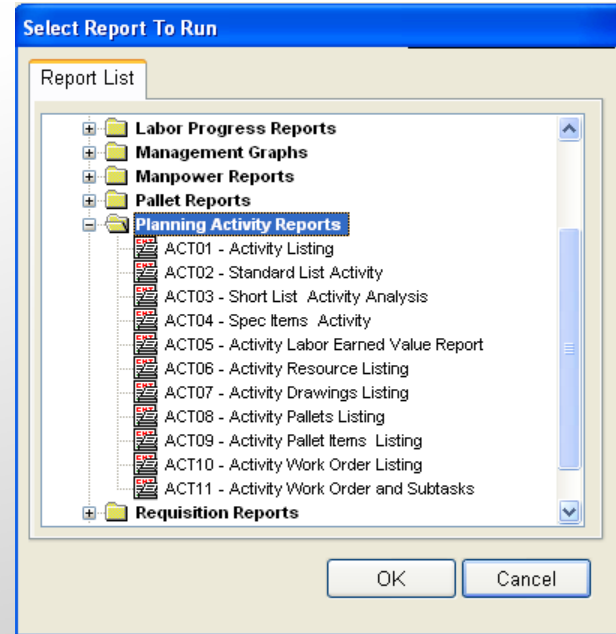 Select Report To Run
Report List
Labor Progress Reports
Management Graphs
Manpower Reports
Pallet Reports
Planning Activity Reports
ACT01 - Activity Listing
ACT02 - Standard List Activity
ACT03 - Short List  Activity Analysis
ACT04 - Spec Items  Activity
ACT05 - Activity Labor Earned Value Report
ACT06 - Activity Resource Listing
ACT07 - Activity Drawings Listing
ACT08 - Activity Pallets Listing
ACT09 - Activity Pallet Items  Listing
ACT10 - Activity Work Order Listing
ACT11 - Activity Work Order and Subtasks
Requisition Reports
OK Cancel